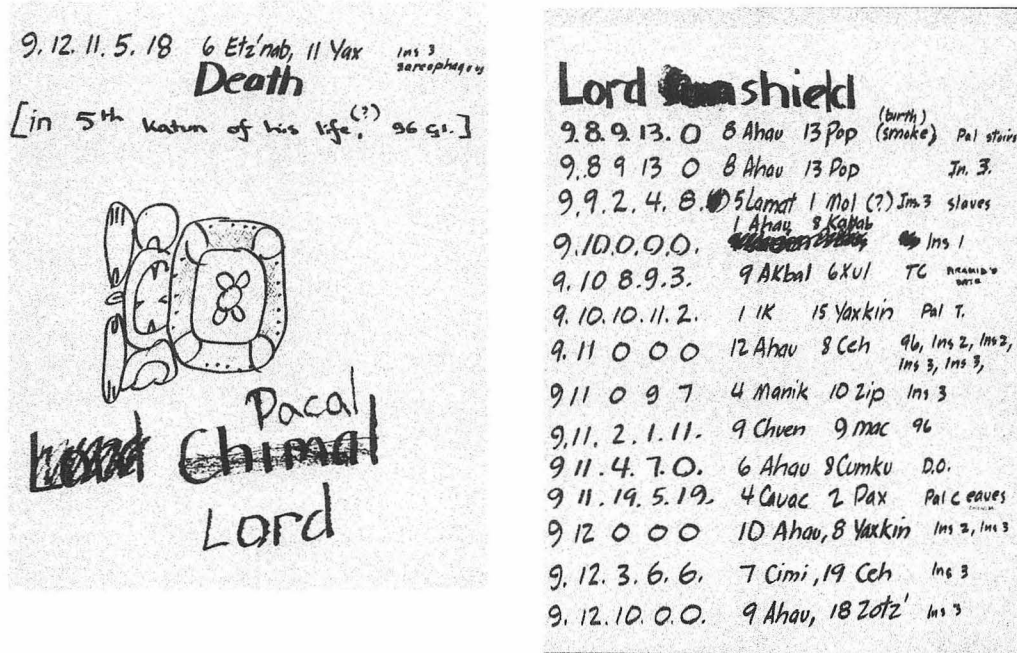 9. 12. 11. 5. 18 6 Etz'nab, 11 Yax Ins 3
sarcophagus
Death
[in 5th katun of his life, (?) 96 Gl.]
Pacal
Chimal
Lord
Lord shield
(birth)
9. 8. 9. 13. 0 8 Ahau 13 Pop (smoke) Pal stairs
9. 8 9 13 0 8 Ahau 13 Pop In. 3.
9. 9. 2. 4. 8. 5 Lamat 1 Mol (?) Ins. 3 slaves
1 Ahau 8 Kayab
9. 10. 0. 0. 0. Ins 1
9. 10 8. 9. 3. 9 Akbal 6 Xul TC
9. 10. 10. 11. 2. 1 IK 15 Yaxkin Pal T.
9. 11 0 0 0 12 Ahau 8 Ceh 96, Ins 2, Ins 2,
Ins 3, Ins 3,
9 11 0 9 7 4 Manik 10 Zip Ins 3
9, 11, 2. 1. 11. 9 Chuen 9 mac 96
9 11. 4. 7. 0. 6 Ahau 8 Cumku D.O.
9 11. 19. 5. 19. 4 Cauac 2 Pax Pal C eaves
9 12 0 0 0 10 Ahau, 8 Yaxkin Ins 2, Ins 3
9. 12. 3. 6. 6. 7 Cimi, 19 Ceh Ins 3
9. 12. 10. 0. 0. 9 Ahau, 18 Zotz' Ins 3